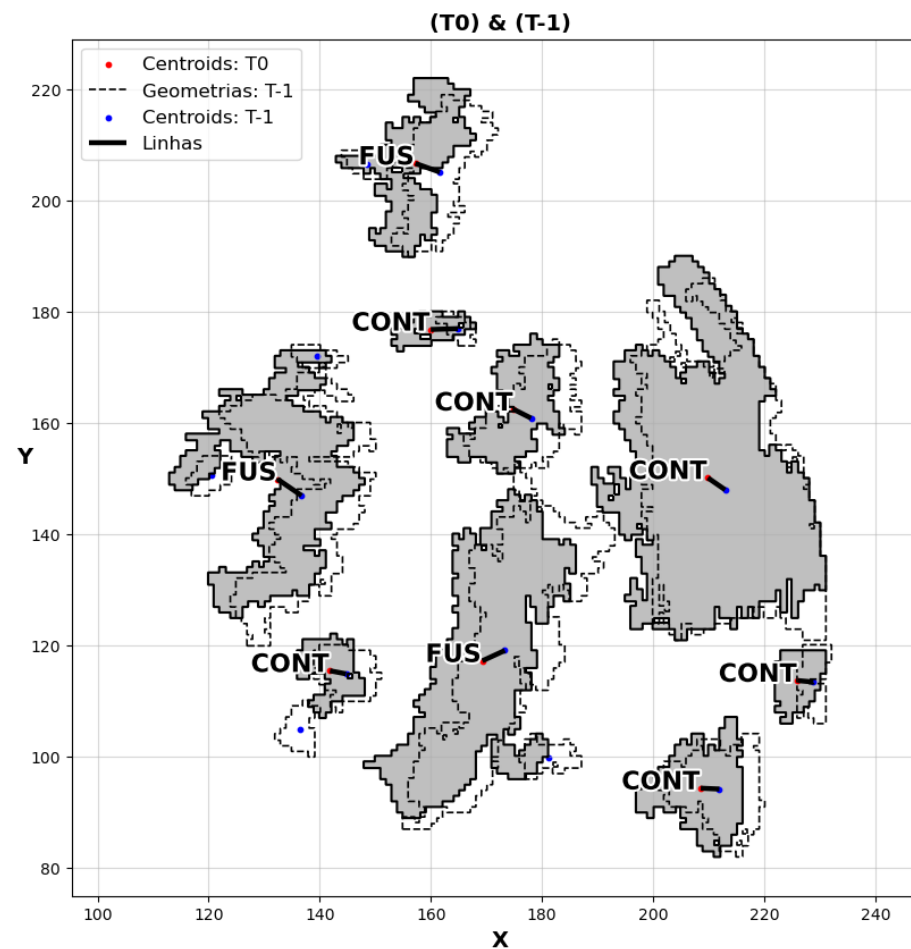 (T0) & (T-1)
Centroids: T0
Geometrias: T-1
Centroids: T-1
Linhas
FUS
CONT
CONT
FUS
CONT
CONT
FUS
CONT
CONT
220
200
180
160
140
120
100
80
Y
100 120 140 160 180 200 220 240
X